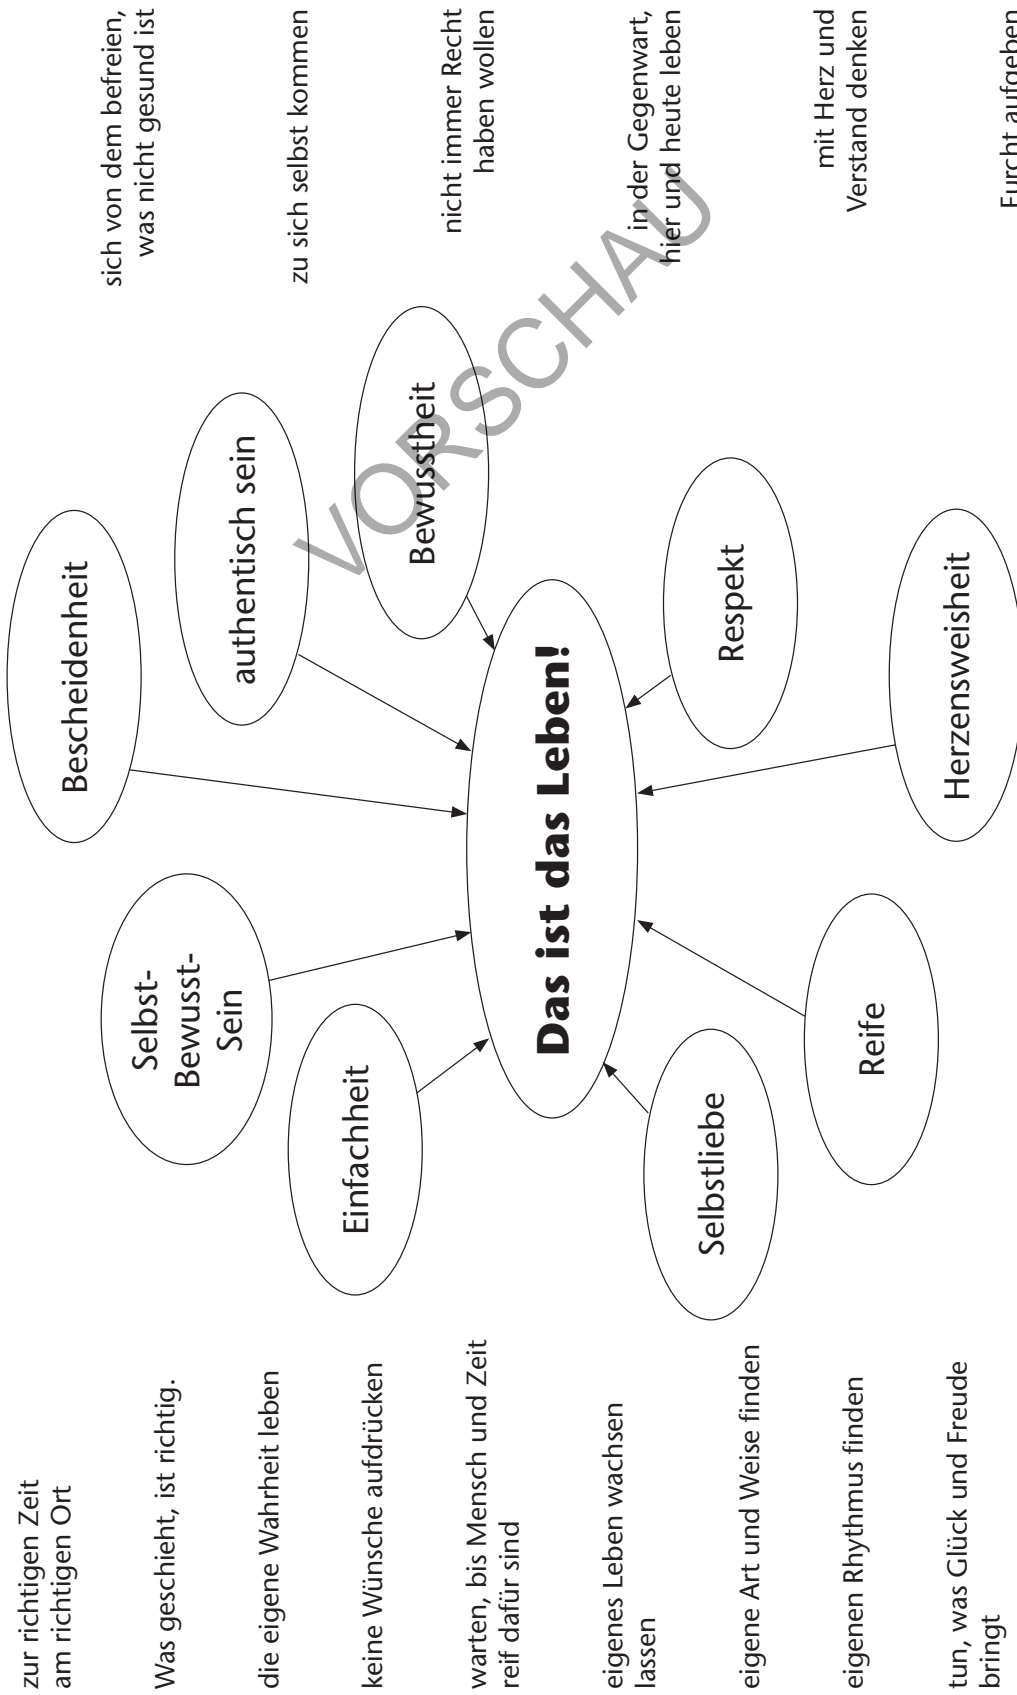 zur richtigen Zeit
am richtigen Ort
Was geschieht, ist richtig.
die eigene Wahrheit leben
keine Wünsche aufdrücken
warten, bis Mensch und Zeit
reif dafür sind
eigenes Leben wachsen
lassen
eigene Art und Weise finden
eigenen Rhythmus finden
tun, was Glück und Freude
bringt
Selbst-
Bewusst-
Sein
Bescheidenheit
Einfachheit
authentisch sein
Bewusstheit
Das ist das Leben!
Selbstliebe
Respekt
Reife
Herzensweisheit
sich von dem befreien,
was nicht gesund ist
zu sich selbst kommen
nicht immer Recht
haben wollen
in der Gegenwart,
hier und heute leben
mit Herz und
Verstand denken
Furcht aufgeben
VORSCHAU